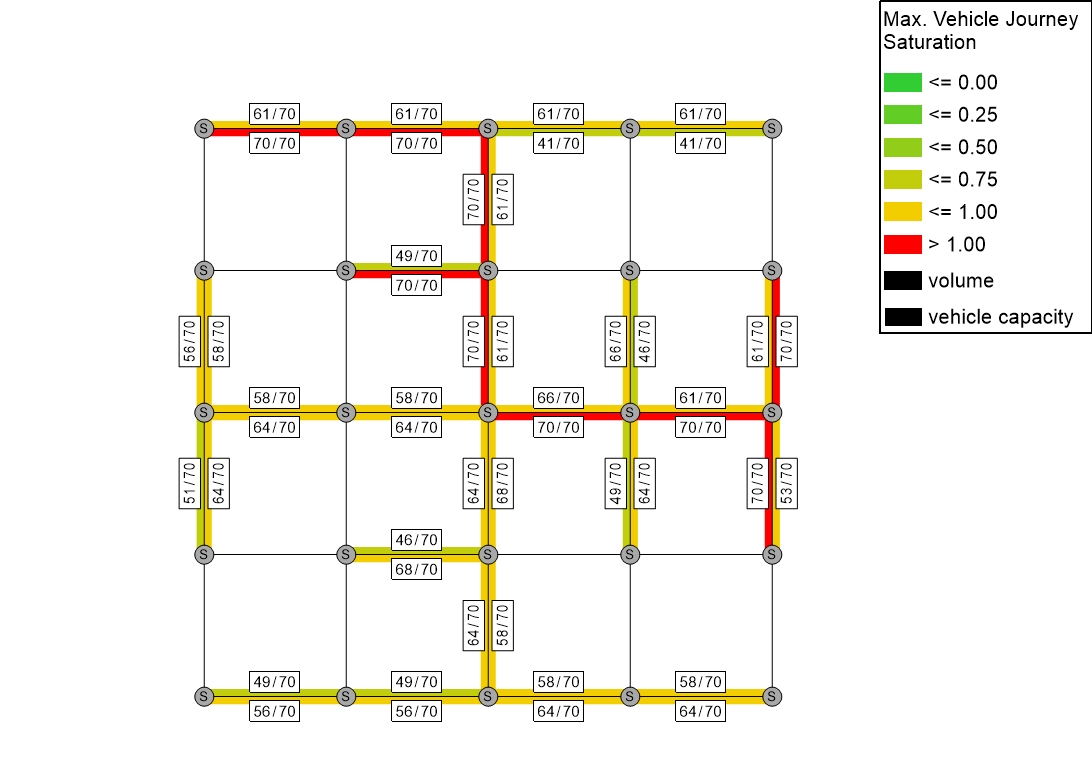 Max. Vehicle Journey
Saturation
<= 0.00
<= 0.25
<= 0.50
<= 0.75
<= 1.00
> 1.00
volume
vehicle capacity
61/70 61/70 61/70 61/70
S S S S S
70/70 70/70 41/70 41/70
70/70 61/70
49/70
S S S S S
70/70
56/70 58/70 70/70 61/70 66/70 46/70 61/70 70/70
58/70 58/70 66/70 61/70
S S S S S
64/70 64/70 70/70 70/70
51/70 64/70 64/70 68/70 49/70 64/70 70/70 53/70
46/70
S S S S S
68/70
64/70 58/70
49/70 49/70 58/70 58/70
S S S S S
56/70 56/70 64/70 64/70